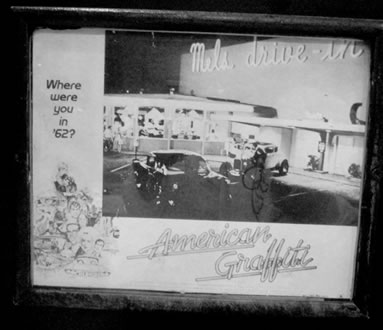 Mels drive-in
Where
were
you
in
'62?
American
Graffiti